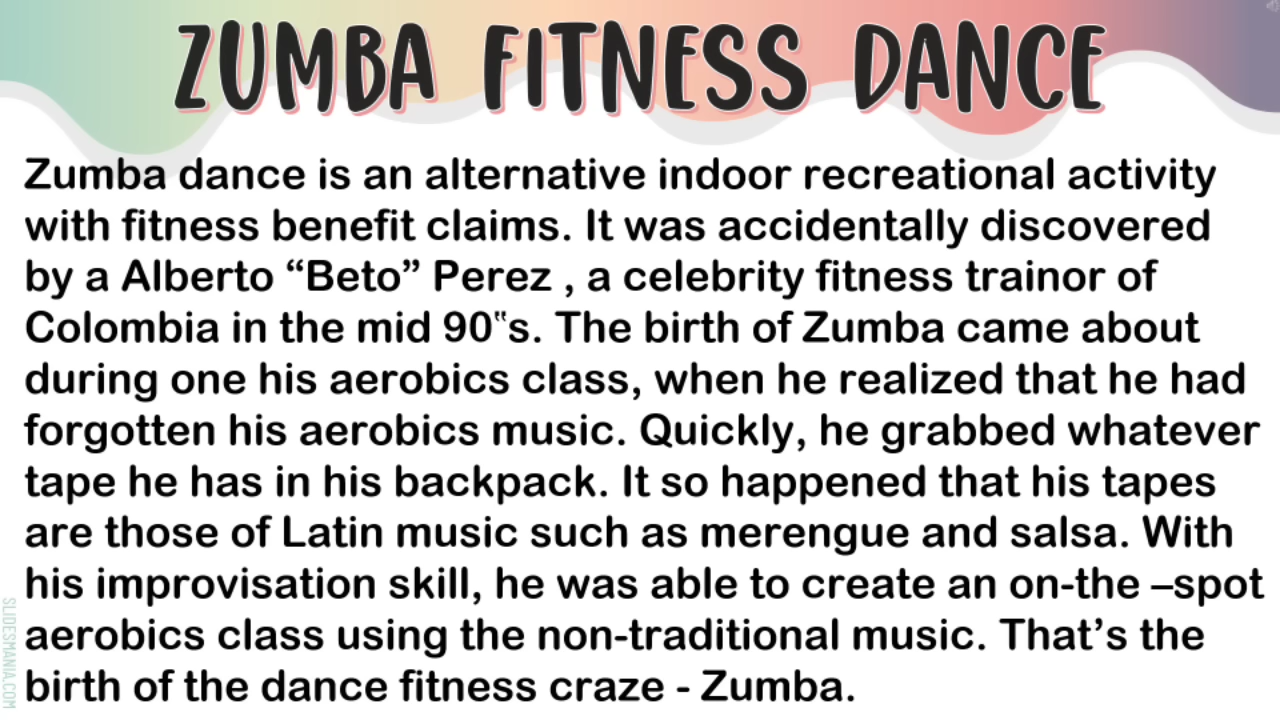 ZUMBA FITNESS DANCE
Zumba dance is an alternative indoor recreational activity
with fitness benefit claims. It was accidentally discovered
by a Alberto “Beto” Perez , a celebrity fitness trainor of
Colombia in the mid 90‟s. The birth of Zumba came about
during one his aerobics class, when he realized that he had
forgotten his aerobics music. Quickly, he grabbed whatever
tape he has in his backpack. It so happened that his tapes
are those of Latin music such as merengue and salsa. With
his improvisation skill, he was able to create an on-the –spot
aerobics class using the non-traditional music. That’s the
birth of the dance fitness craze - Zumba.
SLIDESMANIA.COM